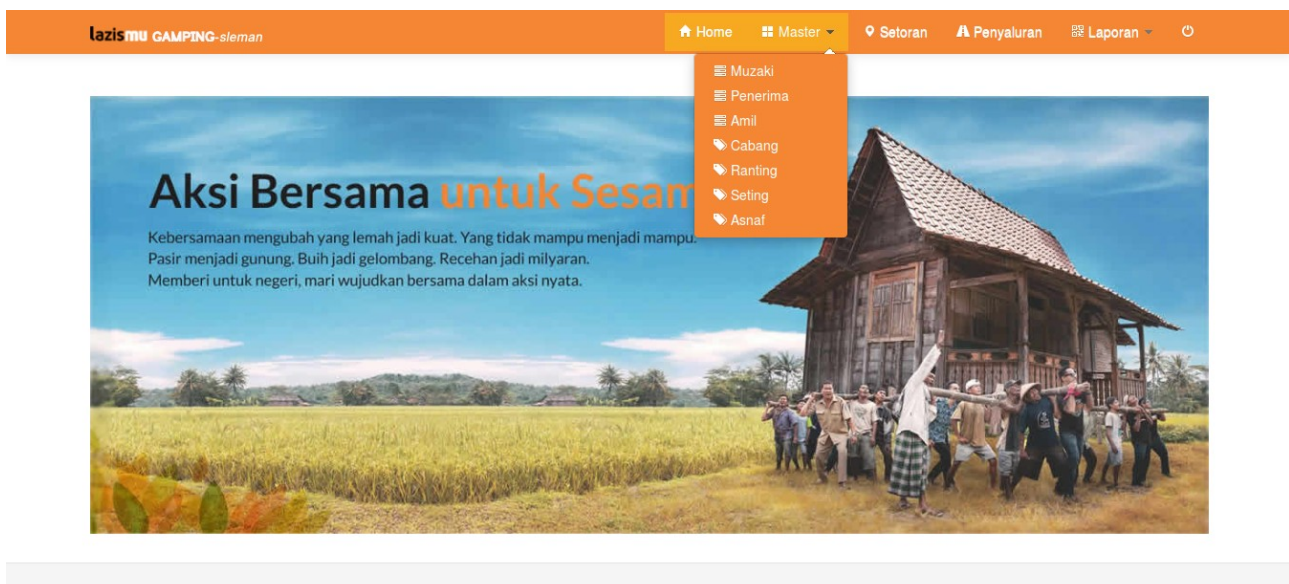 lazismu GAMPING-sleman
Home Master Setoran Penyaluran Laporan
Muzaki
Penerima
Amil
Cabang
Ranting
Seting
Asnaf
Aksi Bersama untuk Sesam
Kebersamaan mengubah yang lemah jadi kuat. Yang tidak mampu menjadi mampu.
Pasir menjadi gunung. Buih jadi gelombang. Recehan jadi milyaran.
Memberi untuk negeri, mari wujudkan bersama dalam aksi nyata.